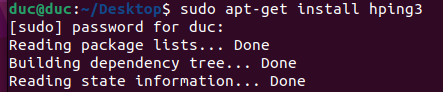 duc@duc:~/Desktop$ sudo apt-get install hping3
[sudo] password for duc:
Reading package lists... Done
Building dependency tree... Done
Reading state information... Done